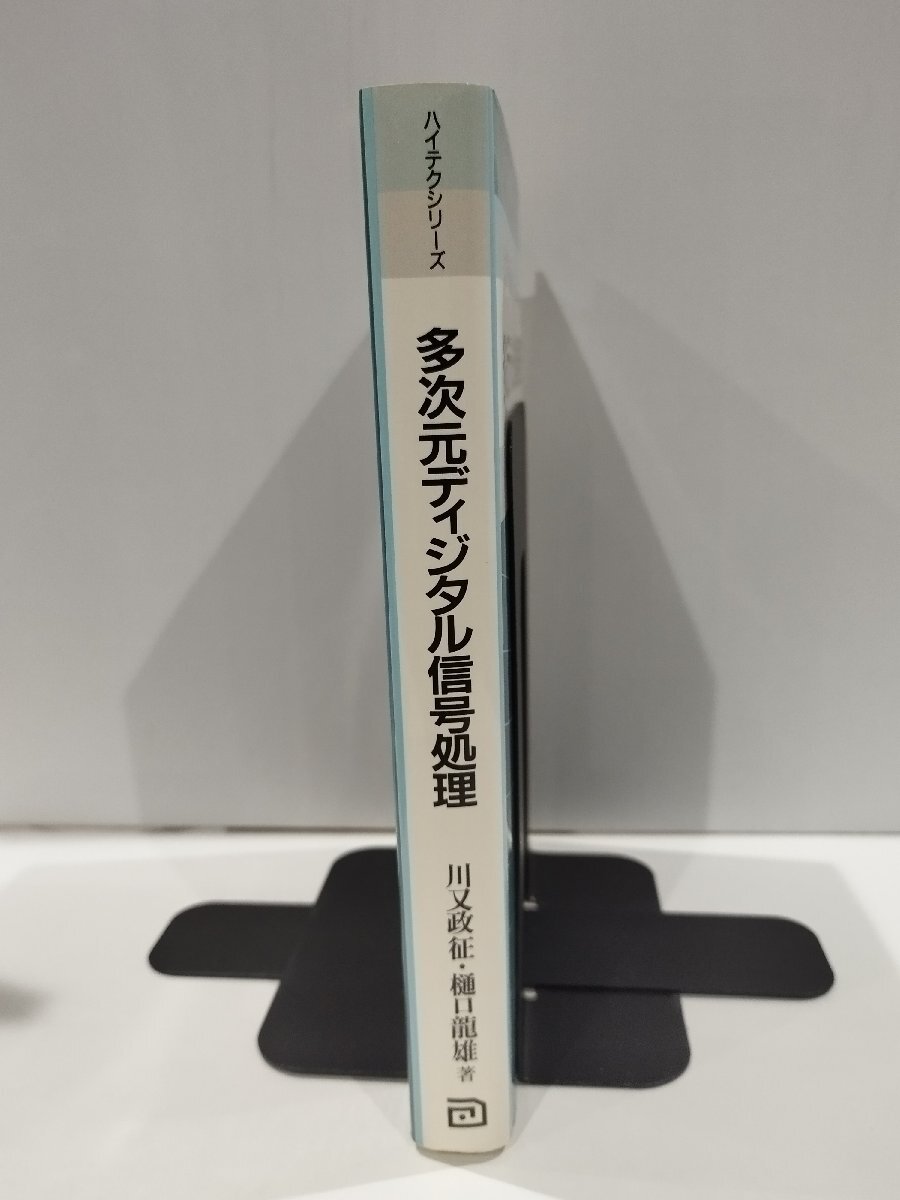 ハイテクシリーズ
多次元ディジタル信号処理
川又政征・樋口龍雄 著